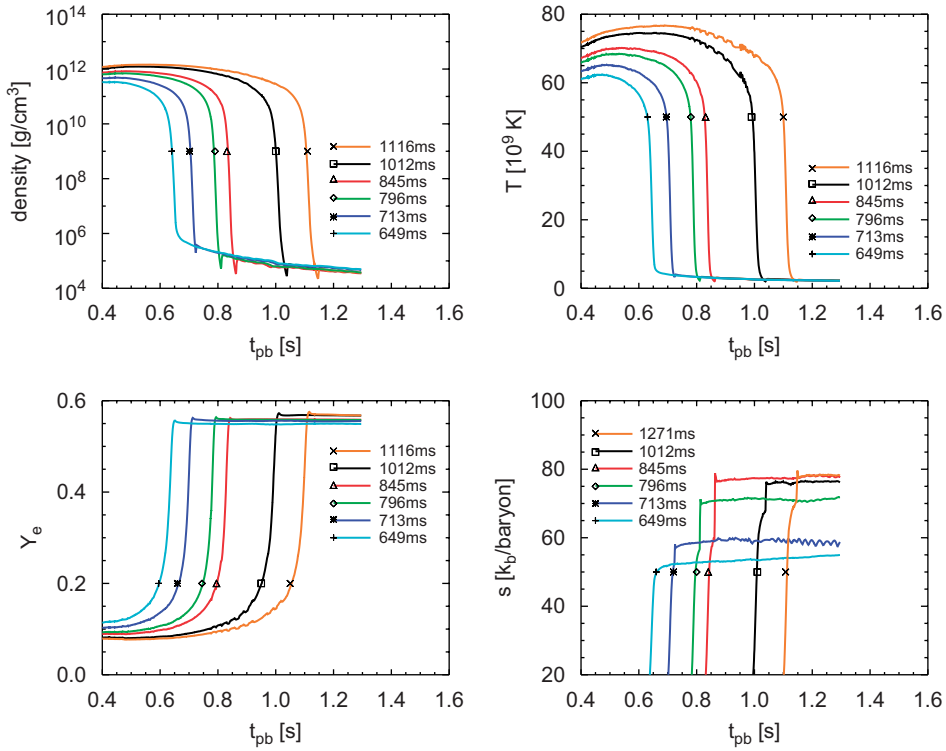 10^14
10^12
10^10
10^8
10^6
10^4
density [g/cm^3]
1116ms
1012ms
845ms
796ms
713ms
649ms
0.4 0.6 0.8 1.0 1.2 1.4 1.6
t_pb [s]
80
60
40
20
0
T [10^9 K]
1116ms
1012ms
845ms
796ms
713ms
649ms
0.4 0.6 0.8 1.0 1.2 1.4 1.6
t_pb [s]
0.6
0.4
0.2
0.0
Y_e
1116ms
1012ms
845ms
796ms
713ms
649ms
0.4 0.6 0.8 1.0 1.2 1.4 1.6
t_pb [s]
100
80
60
40
20
s [k_b/baryon]
1271ms
1012ms
845ms
796ms
713ms
649ms
0.4 0.6 0.8 1.0 1.2 1.4 1.6
t_pb [s]